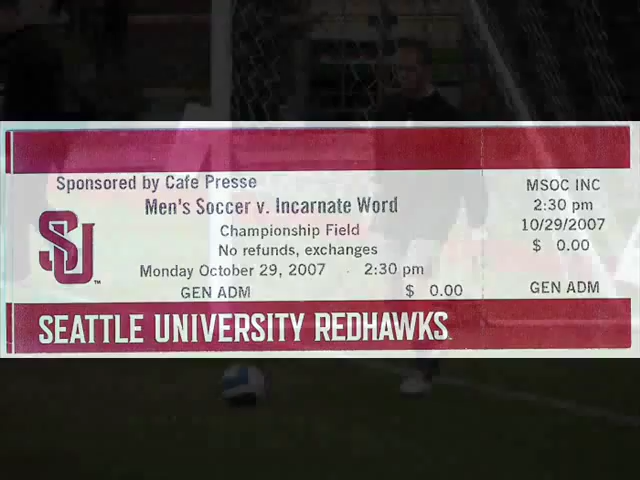 Sponsored by Cafe Presse
Men's Soccer v. Incarnate Word
Championship Field
No refunds, exchanges
Monday October 29, 2007 · 2:30 pm
GEN ADM $ 0.00
SU™
SEATTLE UNIVERSITY REDHAWKS
MSOC INC
2:30 pm
10/29/2007
$ 0.00
GEN ADM